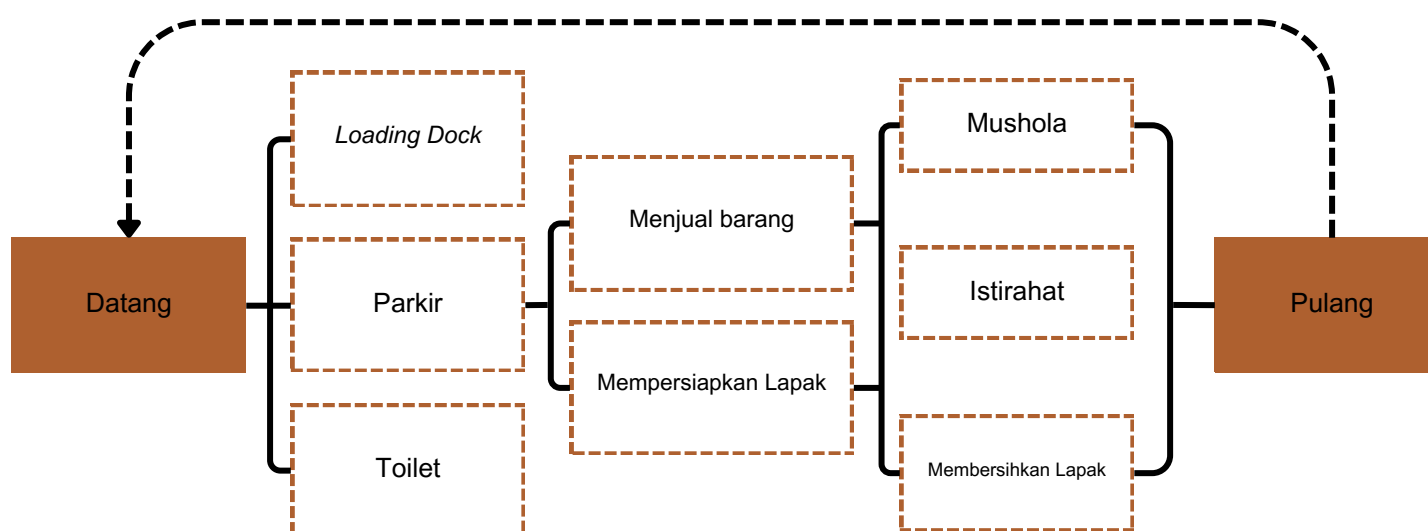 Datang
Loading Dock
Parkir
Toilet
Menjual barang
Mempersiapkan Lapak
Mushola
Istirahat
Membersihkan Lapak
Pulang